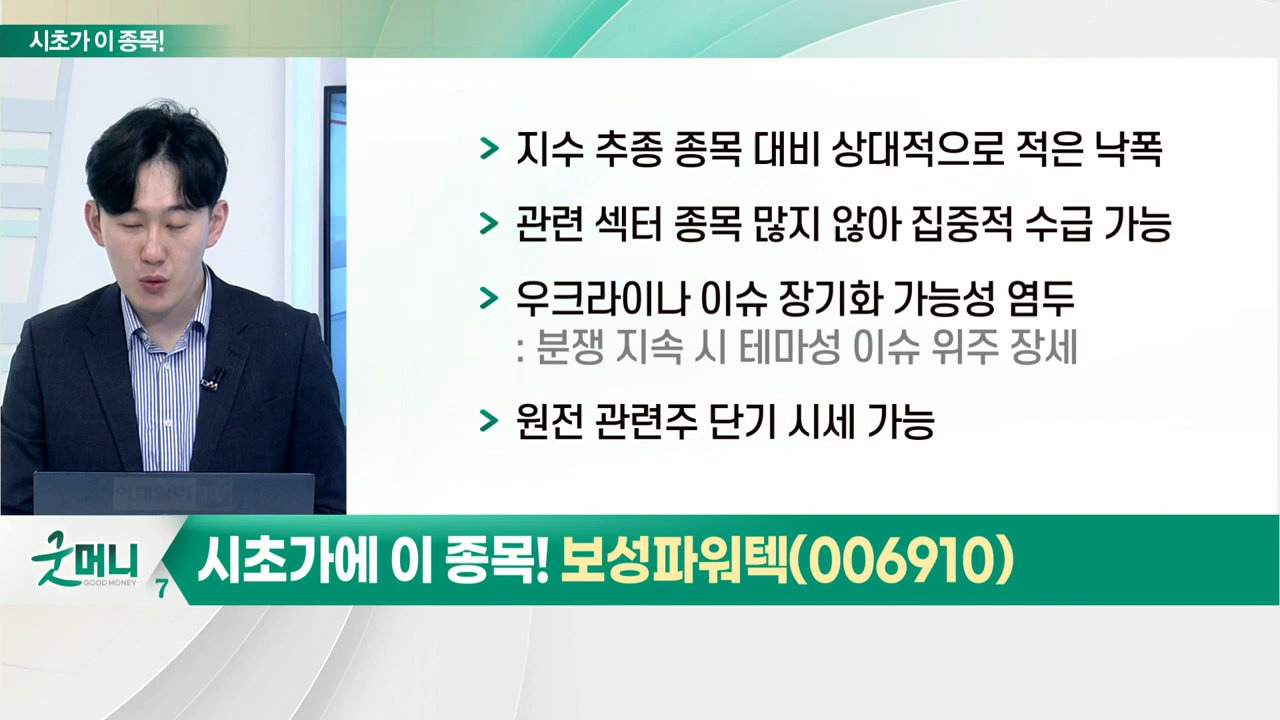 시초가 이 종목!
> 지수 추종 종목 대비 상대적으로 적은 낙폭
> 관련 섹터 종목 많지 않아 집중적 수급 가능
> 우크라이나 이슈 장기화 가능성 염두
: 분쟁 지속 시 테마성 이슈 위주 장세
> 원전 관련주 단기 시세 가능
이데일리 TV
굿머니
GOOD MONEY
7
시초가에 이 종목! 보성파워텍(006910)